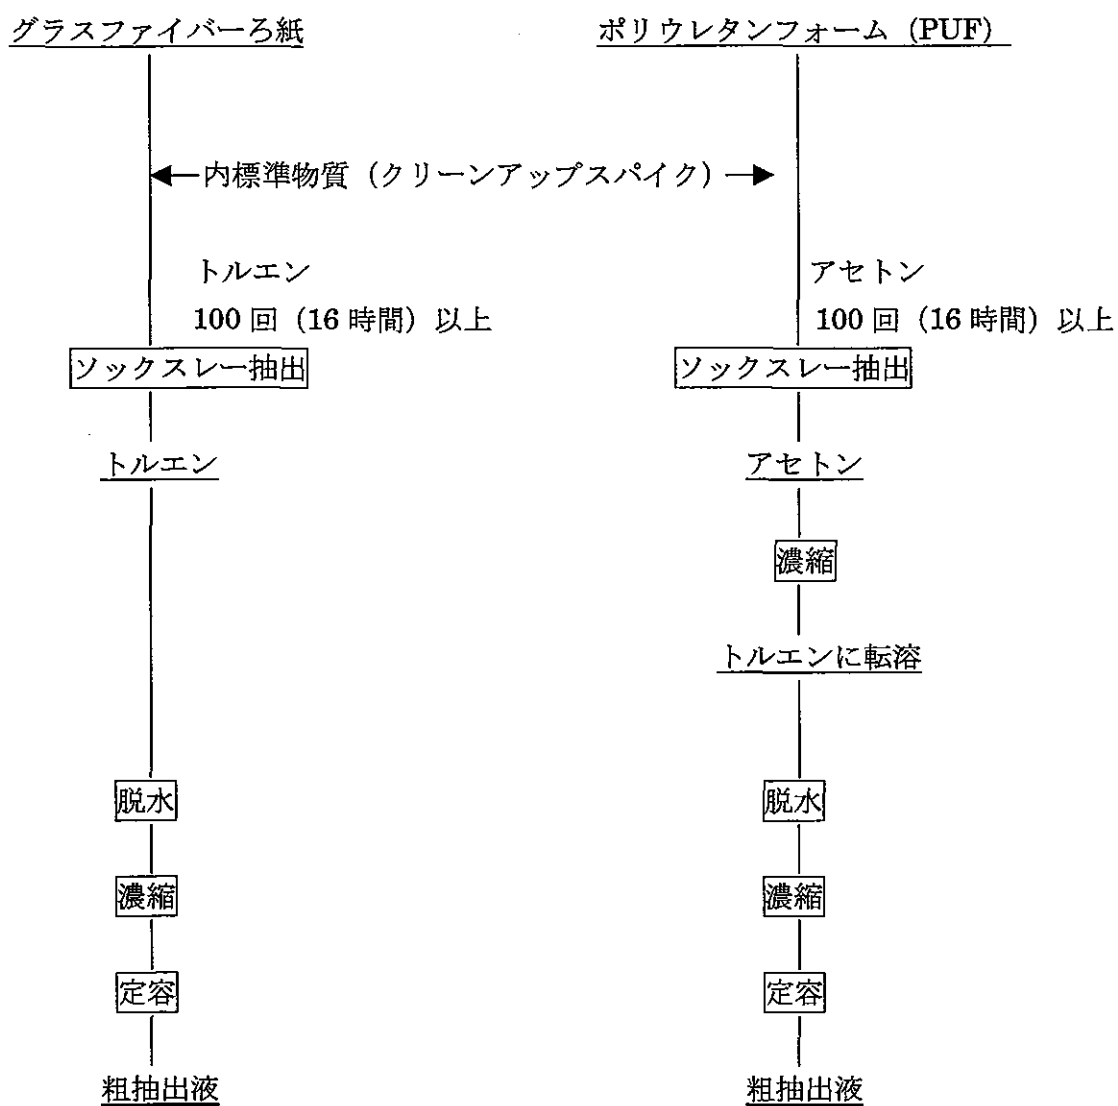 グラスファイバーろ紙
ポリウレタンフォーム (PUF)
内標準物質 (クリーンアップスパイク)
トルエン
100 回 (16 時間) 以上
アセトン
100 回 (16 時間) 以上
ソックスレー抽出
ソックスレー抽出
トルエン
アセトン
濃縮
トルエンに転溶
脱水
脱水
濃縮
濃縮
定容
定容
粗抽出液
粗抽出液